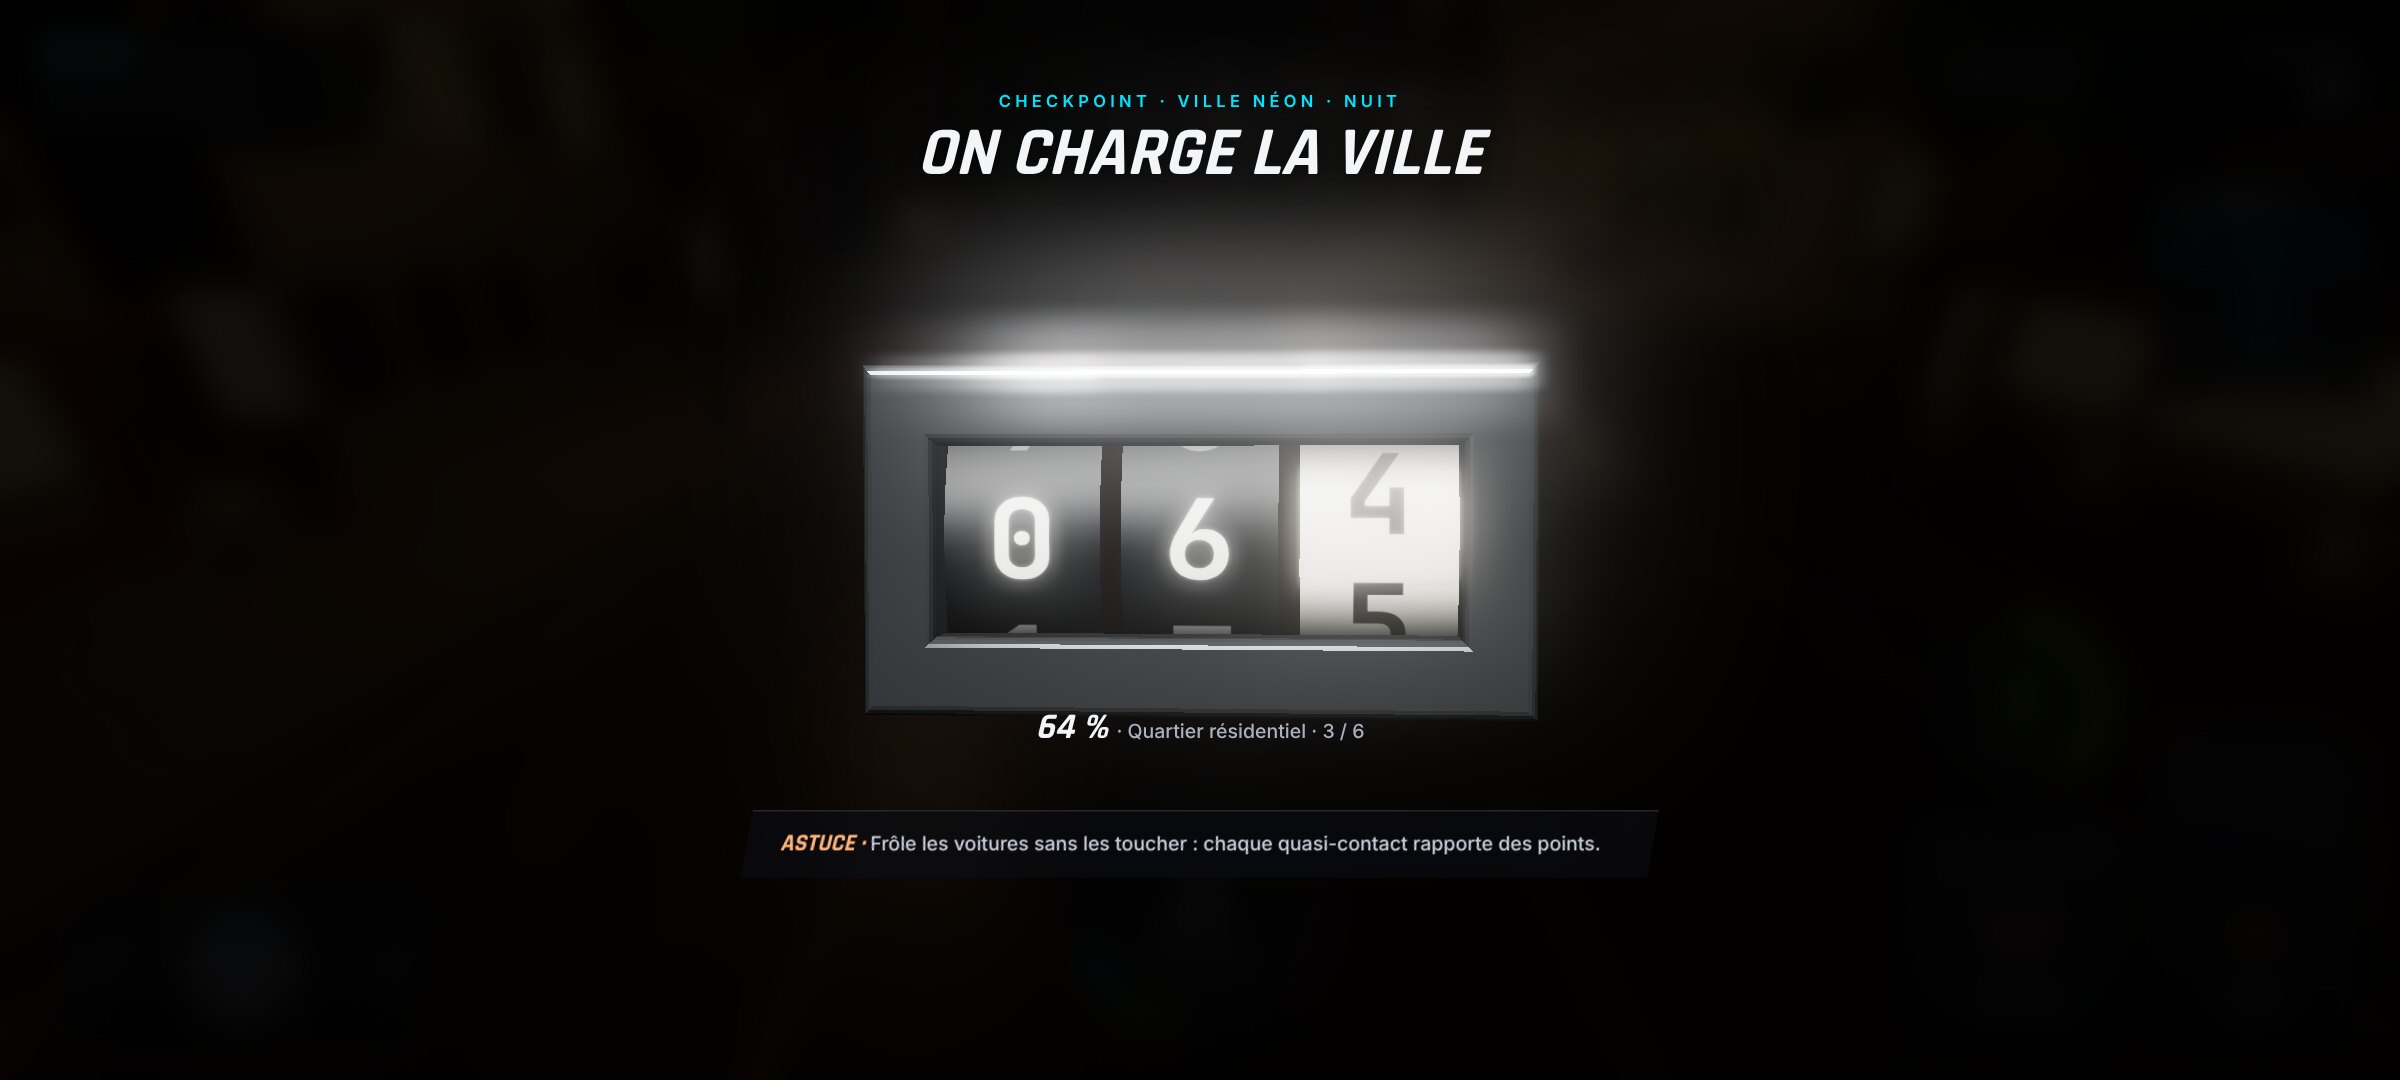 CHECKPOINT · VILLE NÉON · NUIT
ON CHARGE LA VILLE
0 6 4
5
64 % · Quartier résidentiel · 3 / 6
ASTUCE · Frôle les voitures sans les toucher : chaque quasi-contact rapporte des points.